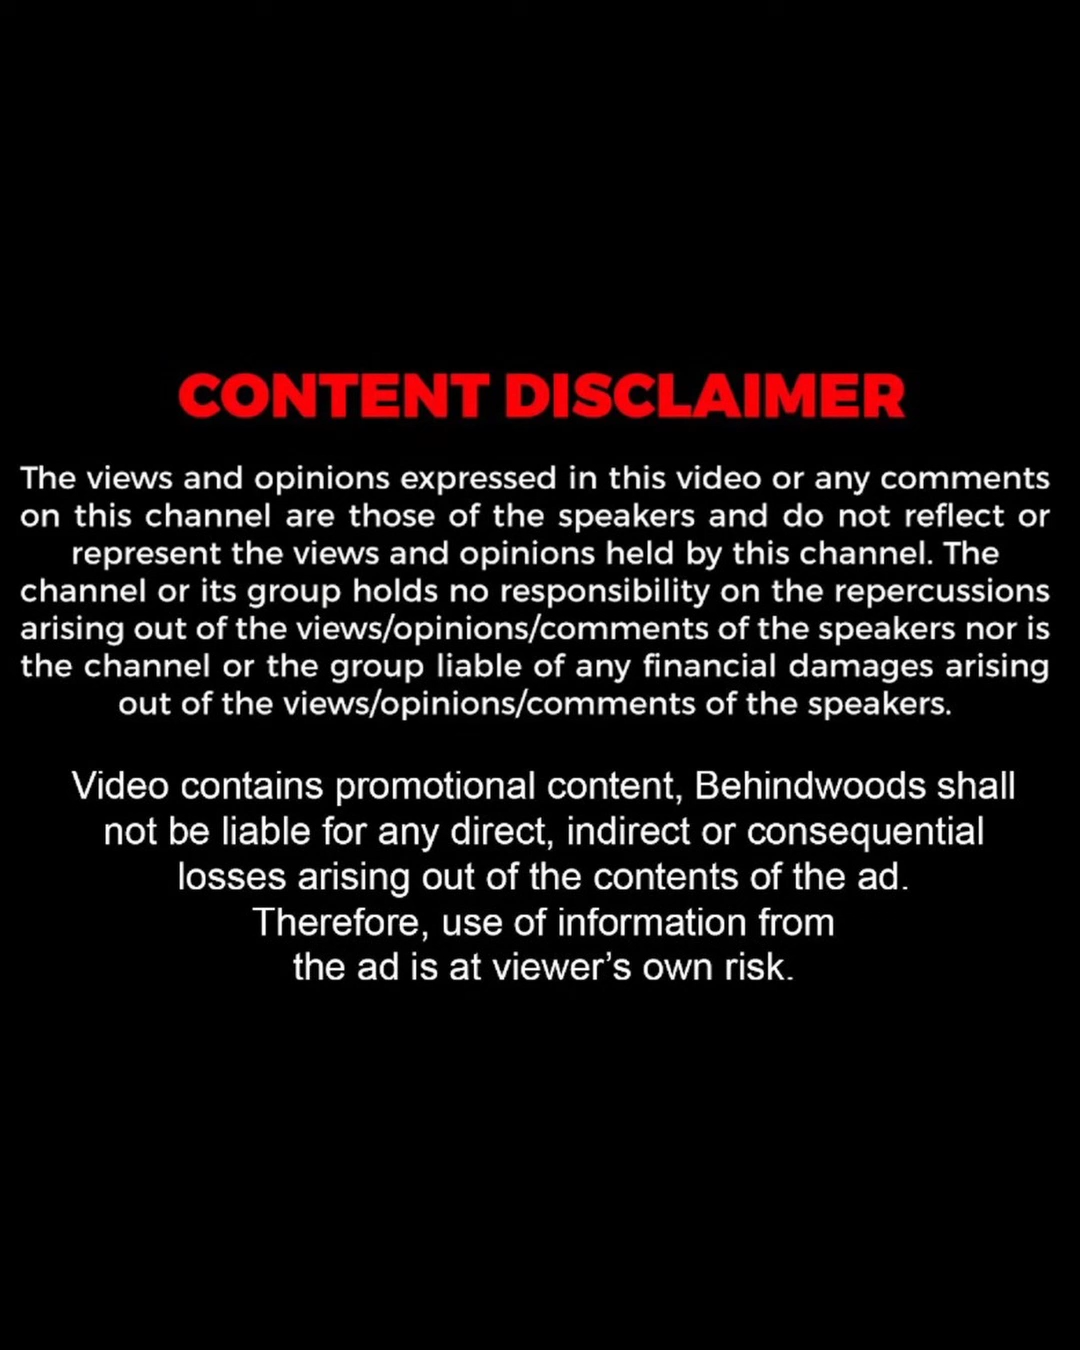 CONTENT DISCLAIMER
The views and opinions expressed in this video or any comments
on this channel are those of the speakers and do not reflect or
represent the views and opinions held by this channel. The
channel or its group holds no responsibility on the repercussions
arising out of the views/opinions/comments of the speakers nor is
the channel or the group liable of any financial damages arising
out of the views/opinions/comments of the speakers.
Video contains promotional content, Behindwoods shall
not be liable for any direct, indirect or consequential
losses arising out of the contents of the ad.
Therefore, use of information from
the ad is at viewer’s own risk.